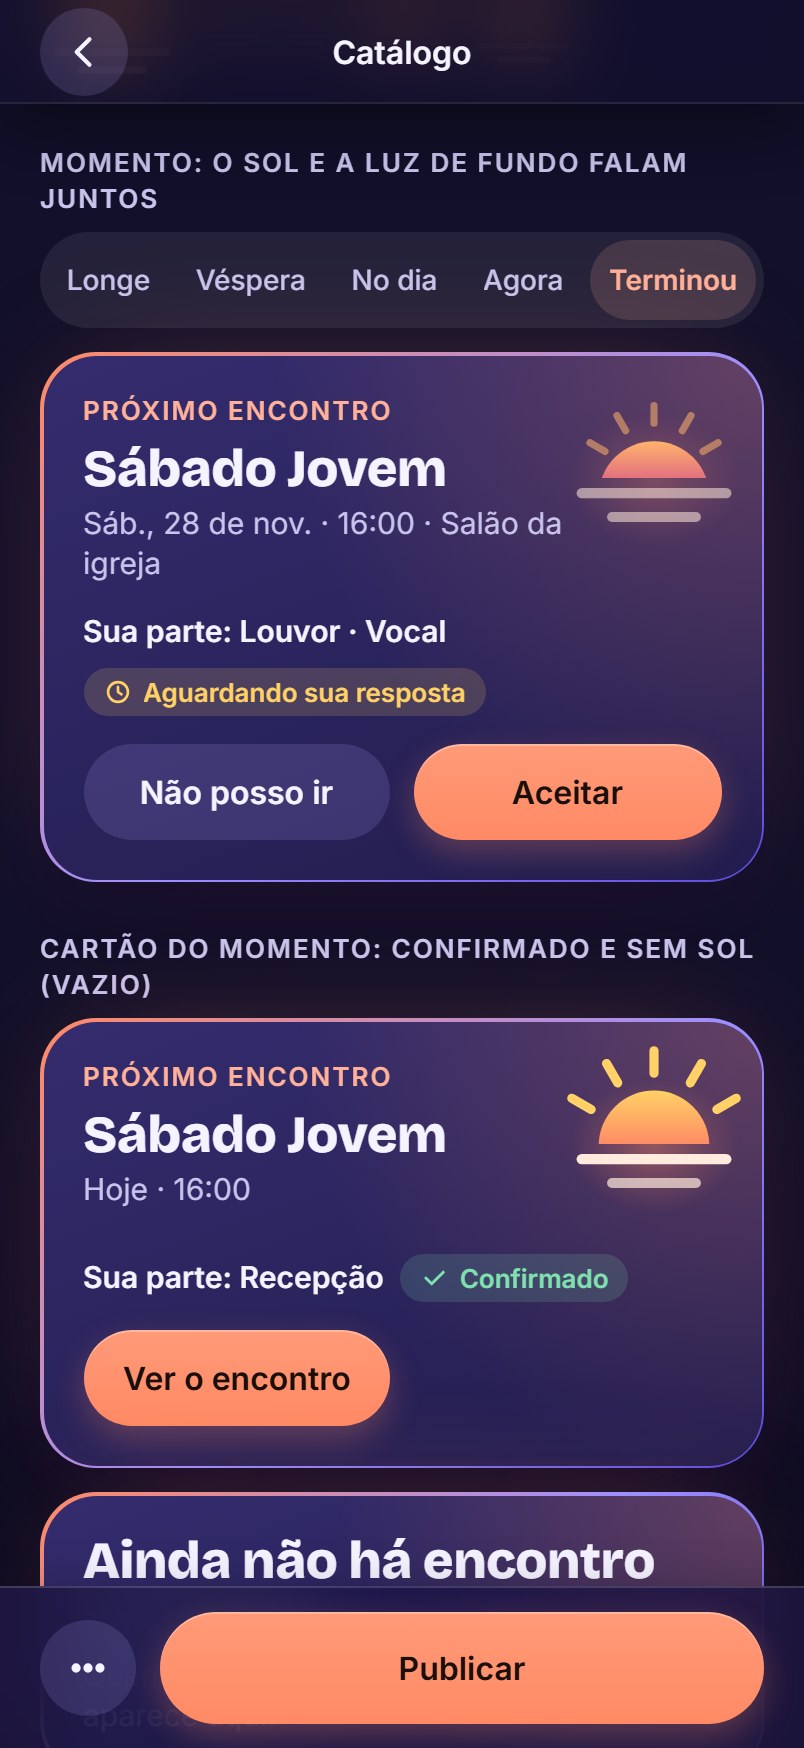 Catálogo
MOMENTO: O SOL E A LUZ DE FUNDO FALAM
JUNTOS
Longe Véspera No dia Agora Terminou
PRÓXIMO ENCONTRO
Sábado Jovem
Sáb., 28 de nov. · 16:00 · Salão da
igreja
Sua parte: Louvor · Vocal
Aguardando sua resposta
Não posso ir Aceitar
CARTÃO DO MOMENTO: CONFIRMADO E SEM SOL
(VAZIO)
PRÓXIMO ENCONTRO
Sábado Jovem
Hoje · 16:00
Sua parte: Recepção Confirmado
Ver o encontro
Ainda não há encontro
Publicar